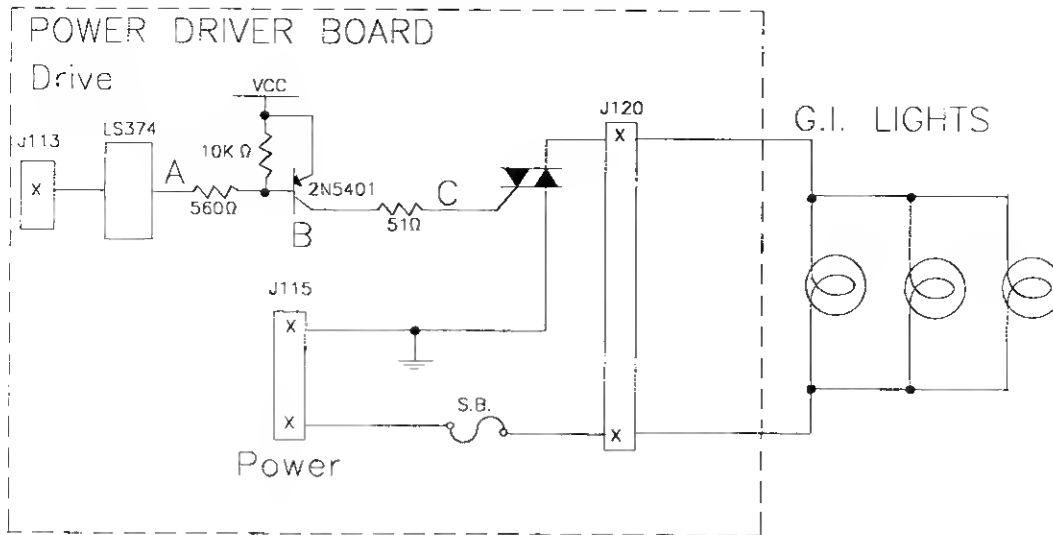 POWER DRIVER BOARD
Drive
VCC
J113
LS374
10K Ω
A
560Ω
2N5401
B
51Ω
C
J120
G.I. LIGHTS
X
X
J115
X
X
S.B.
X
Power